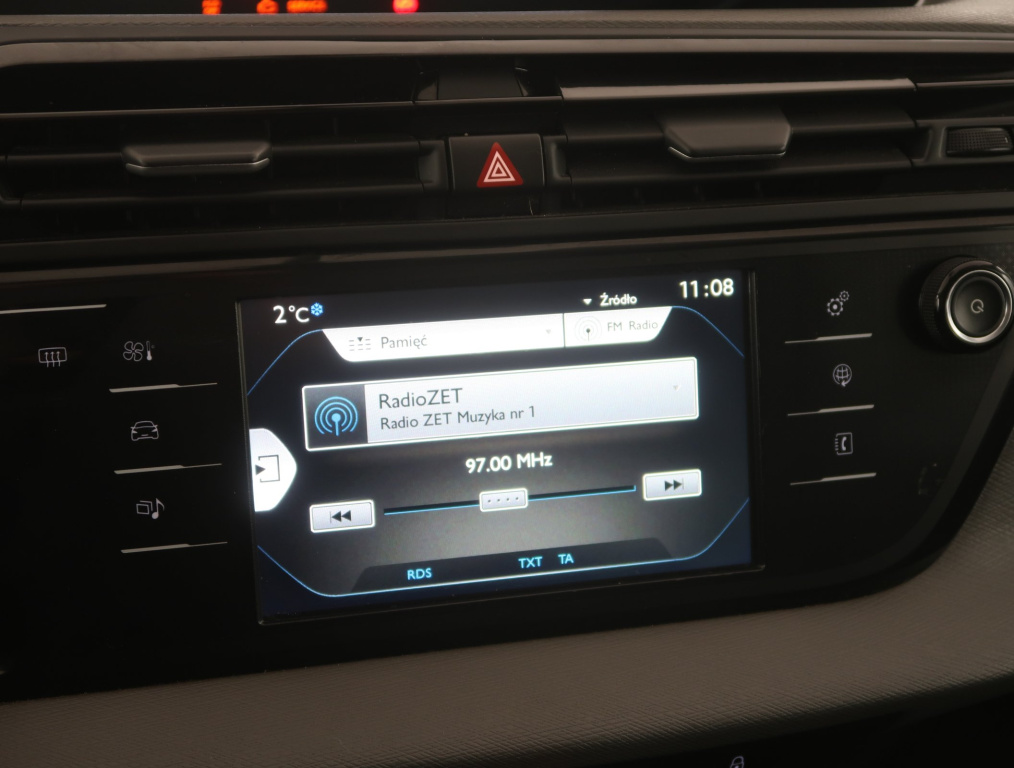 2°C
Źródło
11:08
Pamięć
FM Radio
RadioZET
Radio ZET Muzyka nr 1
97.00 MHz
RDS
TXT
TA